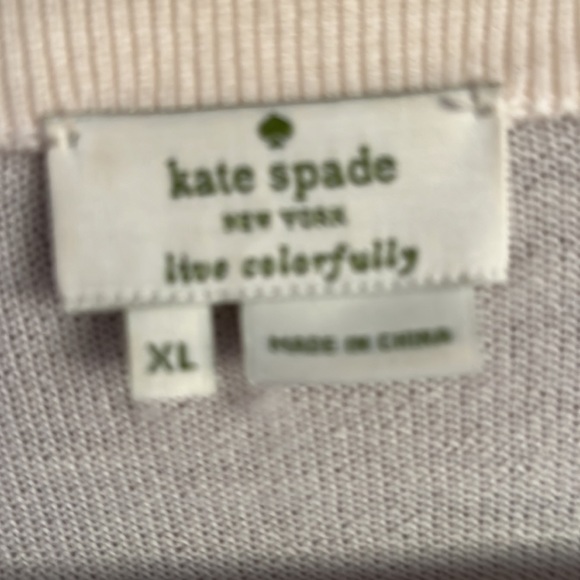 kate spade
NEW YORK
live colorfully
XL
MADE IN CHINA